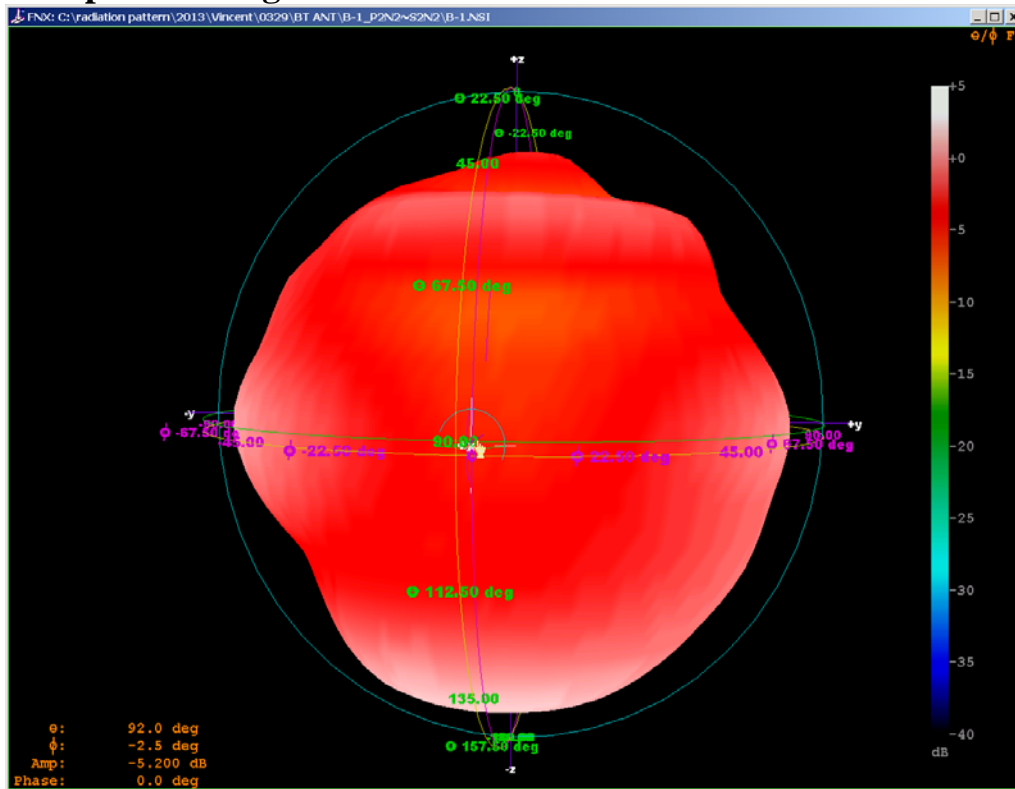 FNX: C:\radiation pattern\2013\Vincent\0329\BT ANT\B-1_P2N2~S2N2\B-1.NSI
Θ/ϕ F
+z
Θ 22.50 deg
Θ -22.50 deg
45.00
Θ 67.50 deg
-y
+y
ϕ -67.50
-45.00
ϕ -22.50 deg
90.00
ϕ 22.50 deg
45.00
90.00
ϕ 67.50 deg
Θ 112.50 deg
135.00
Θ 157.50 deg
-z
+5
+0
-5
-10
-15
-20
-25
-30
-35
-40
dB
Θ: 92.0 deg
ϕ: -2.5 deg
Amp: -5.200 dB
Phase: 0.0 deg